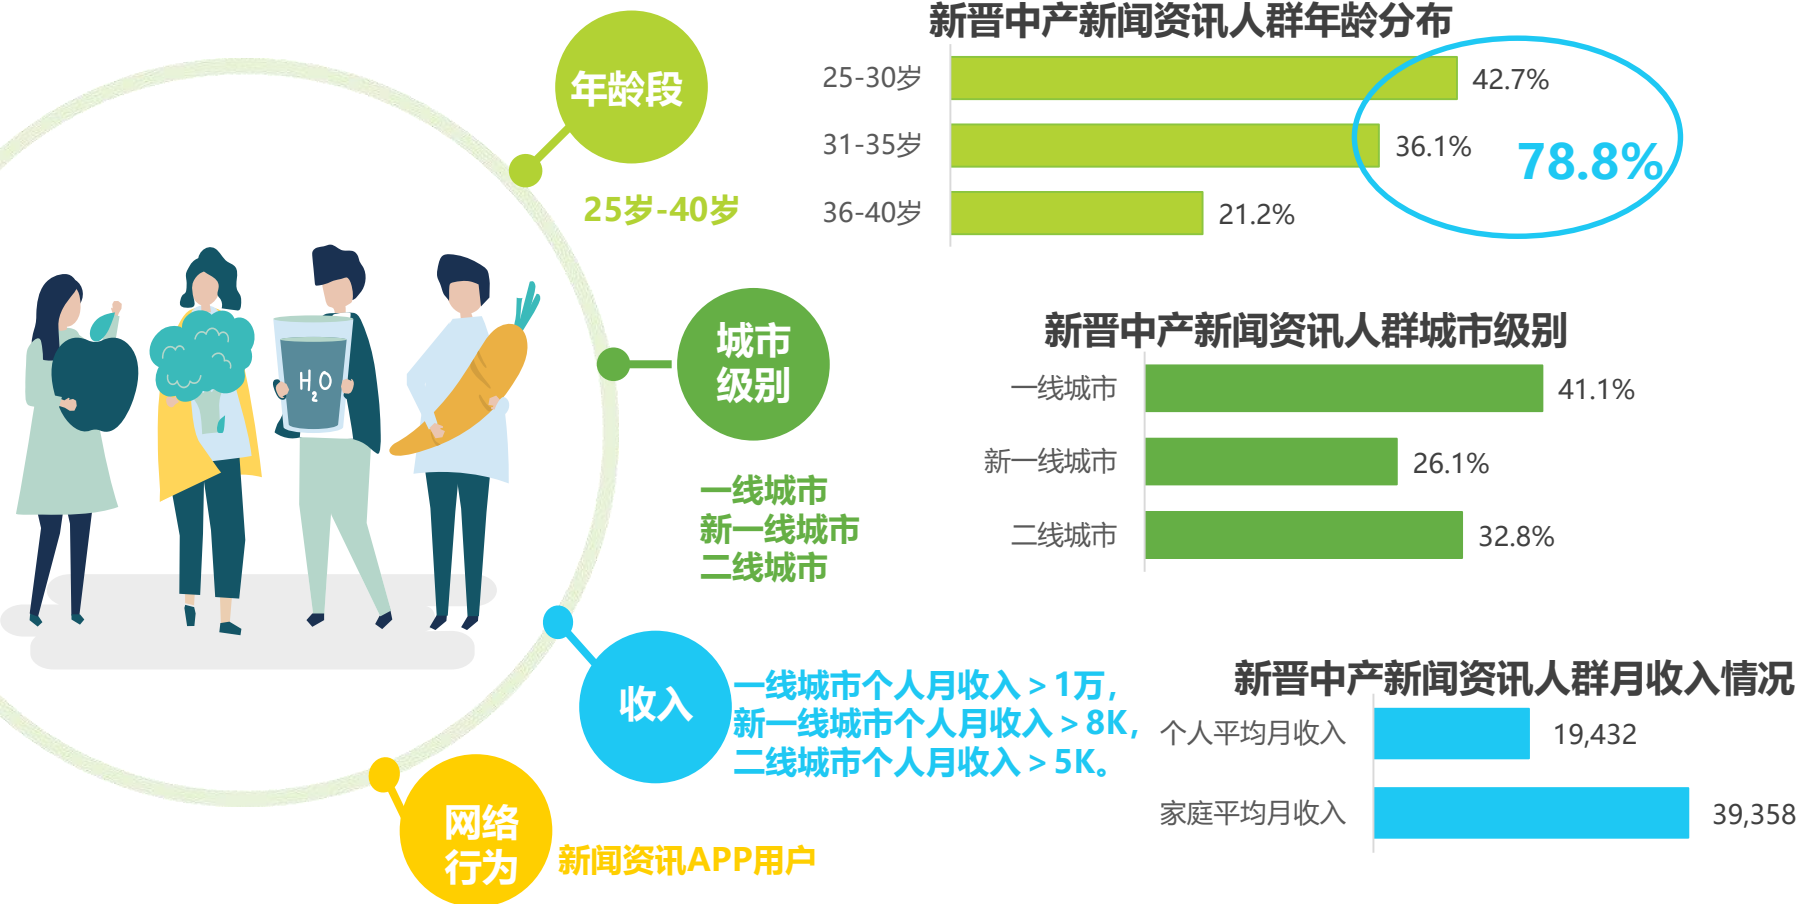 新晋中产新闻资讯人群年龄分布
年龄段
25岁-40岁
25-30岁
42.7%
31-35岁
36.1%
78.8%
36-40岁
21.2%
H2O
城市
级别
一线城市
新一线城市
二线城市
新晋中产新闻资讯人群城市级别
一线城市
41.1%
新一线城市
26.1%
二线城市
32.8%
收入
一线城市个人月收入＞1万，
新一线城市个人月收入＞8K，
二线城市个人月收入＞5K。
新晋中产新闻资讯人群月收入情况
个人平均月收入
19,432
家庭平均月收入
39,358
网络
行为
新闻资讯APP用户